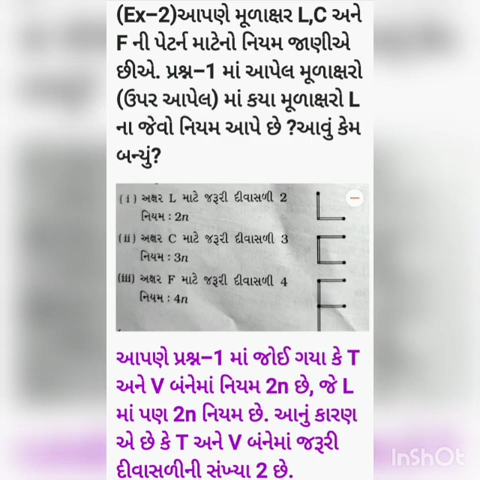 (Ex–2)આપણે મૂળાક્ષર L,C અને
F ની પેટર્ન માટેનો નિયમ જાણીએ
છીએ. પ્રશ્ન–1 માં આપેલ મૂળાક્ષરો
(ઉપર આપેલ) માં કયા મૂળાક્ષરો L
ના જેવો નિયમ આપે છે ?આવું કેમ
બન્યું?
(i) અક્ષર L માટે જરૂરી દીવાસળી 2
નિયમ : 2n
(ii) અક્ષર C માટે જરૂરી દીવાસળી 3
નિયમ : 3n
(iii) અક્ષર F માટે જરૂરી દીવાસળી 4
નિયમ : 4n
આપણે પ્રશ્ન–1 માં જોઈ ગયા કે T
અને V બંનેમાં નિયમ 2n છે, જે L
માં પણ 2n નિયમ છે. આનું કારણ
એ છે કે T અને V બંનેમાં જરૂરી
દીવાસળીની સંખ્યા 2 છે.
InShOt